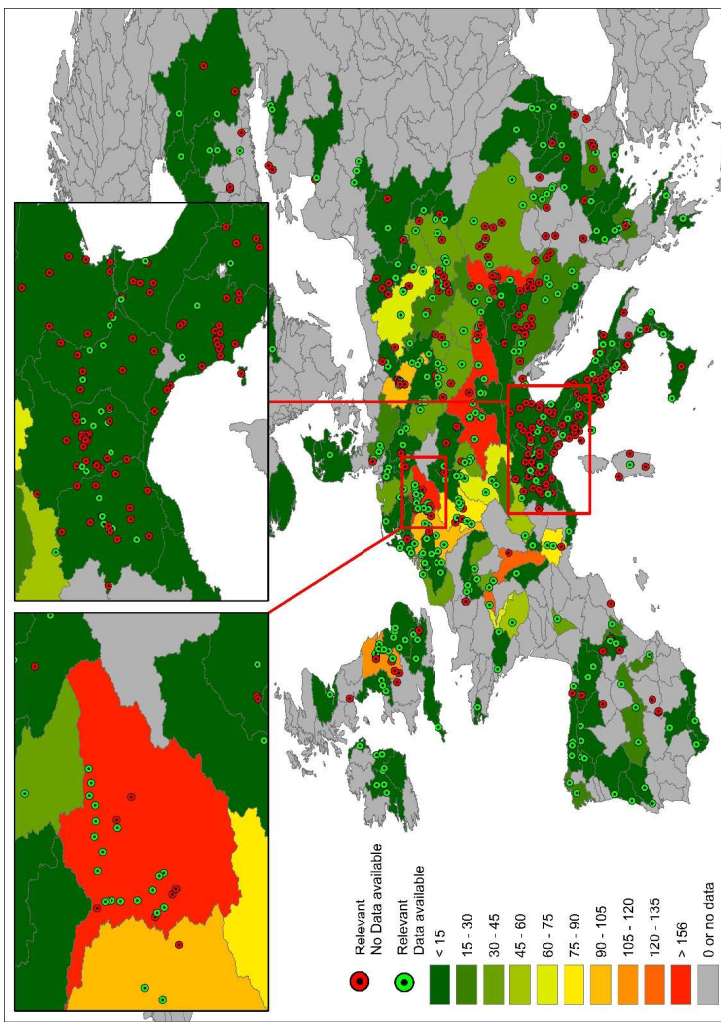 Relevant
No Data available
Relevant
Data available
< 15
15 - 30
30 - 45
45 - 60
60 - 75
75 - 90
90 - 105
105 - 120
120 - 135
> 156
0 or no data